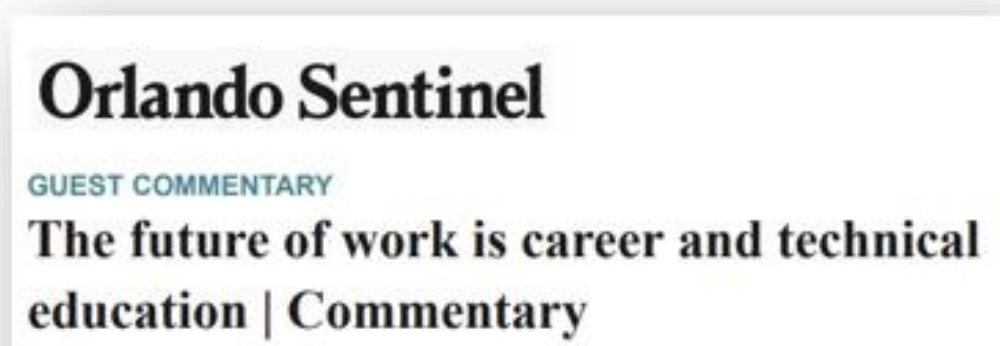 Orlando Sentinel
GUEST COMMENTARY
The future of work is career and technical
education | Commentary